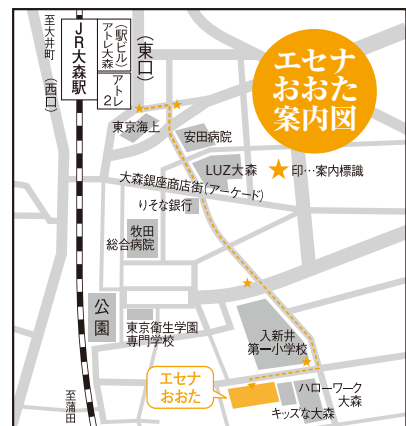 エセナ
おおた
案内図
★印…案内標識
至大井町
JR大森駅
(西口)
(駅ビル)
アトレ大森
アトレ2
(東口)
東京海上
安田病院
LUZ大森
大森銀座商店街(アーケード)
りそな銀行
牧田
総合病院
公園
東京衛生学園
専門学校
入新井
第一小学校
エセナ
おおた
ハローワーク
大森
キッズな大森
至蒲田